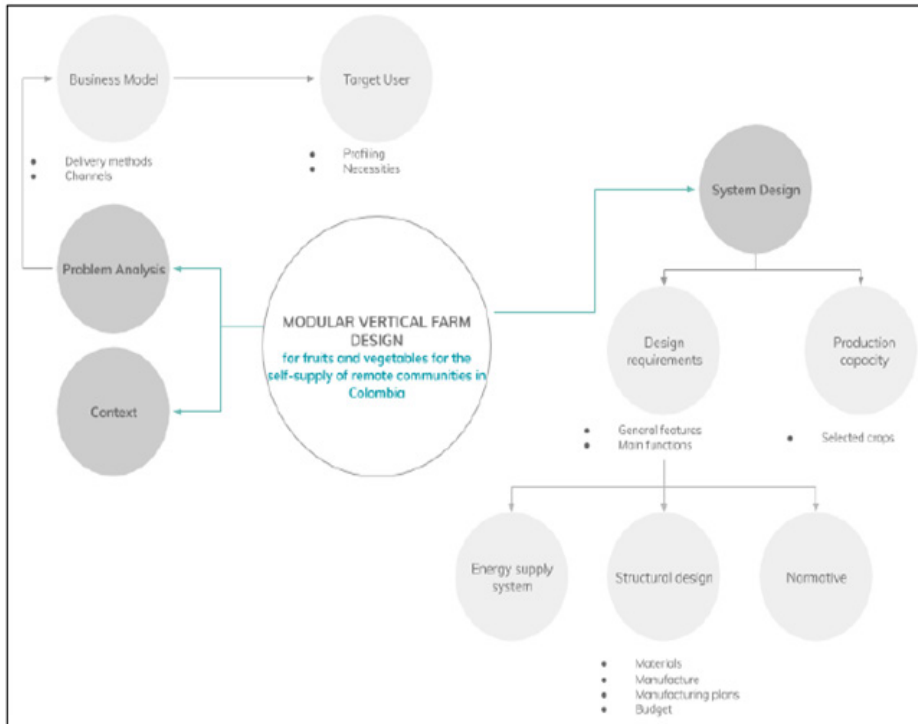 Business Model
Target User
• Delivery methods
• Channels
• Profiling
• Necessities
System Design
Problem Analysis
MODULAR VERTICAL FARM
DESIGN
for fruits and vegetables for the
self-supply of remote communities in
Colombia
Design
requirements
Production
capacity
Context
• General features
• Main functions
• Selected crops
Energy supply
system
Structural design
Normative
• Materials
• Manufacture
• Manufacturing plans
• Budget